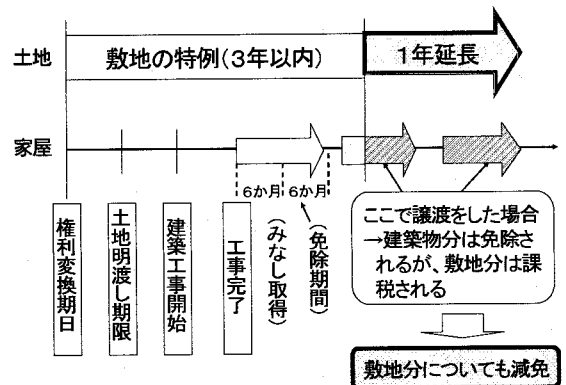 土地
敷地の特例(3年以内)
1年延長
家屋
6か月
6か月
権利変換期日
土地明渡し期限
建築工事開始
工事完了
(みなし取得)
(免除期間)
ここで譲渡をした場合
→建築物分は免除さ
れるが、敷地分は課
税される
敷地分についても減免